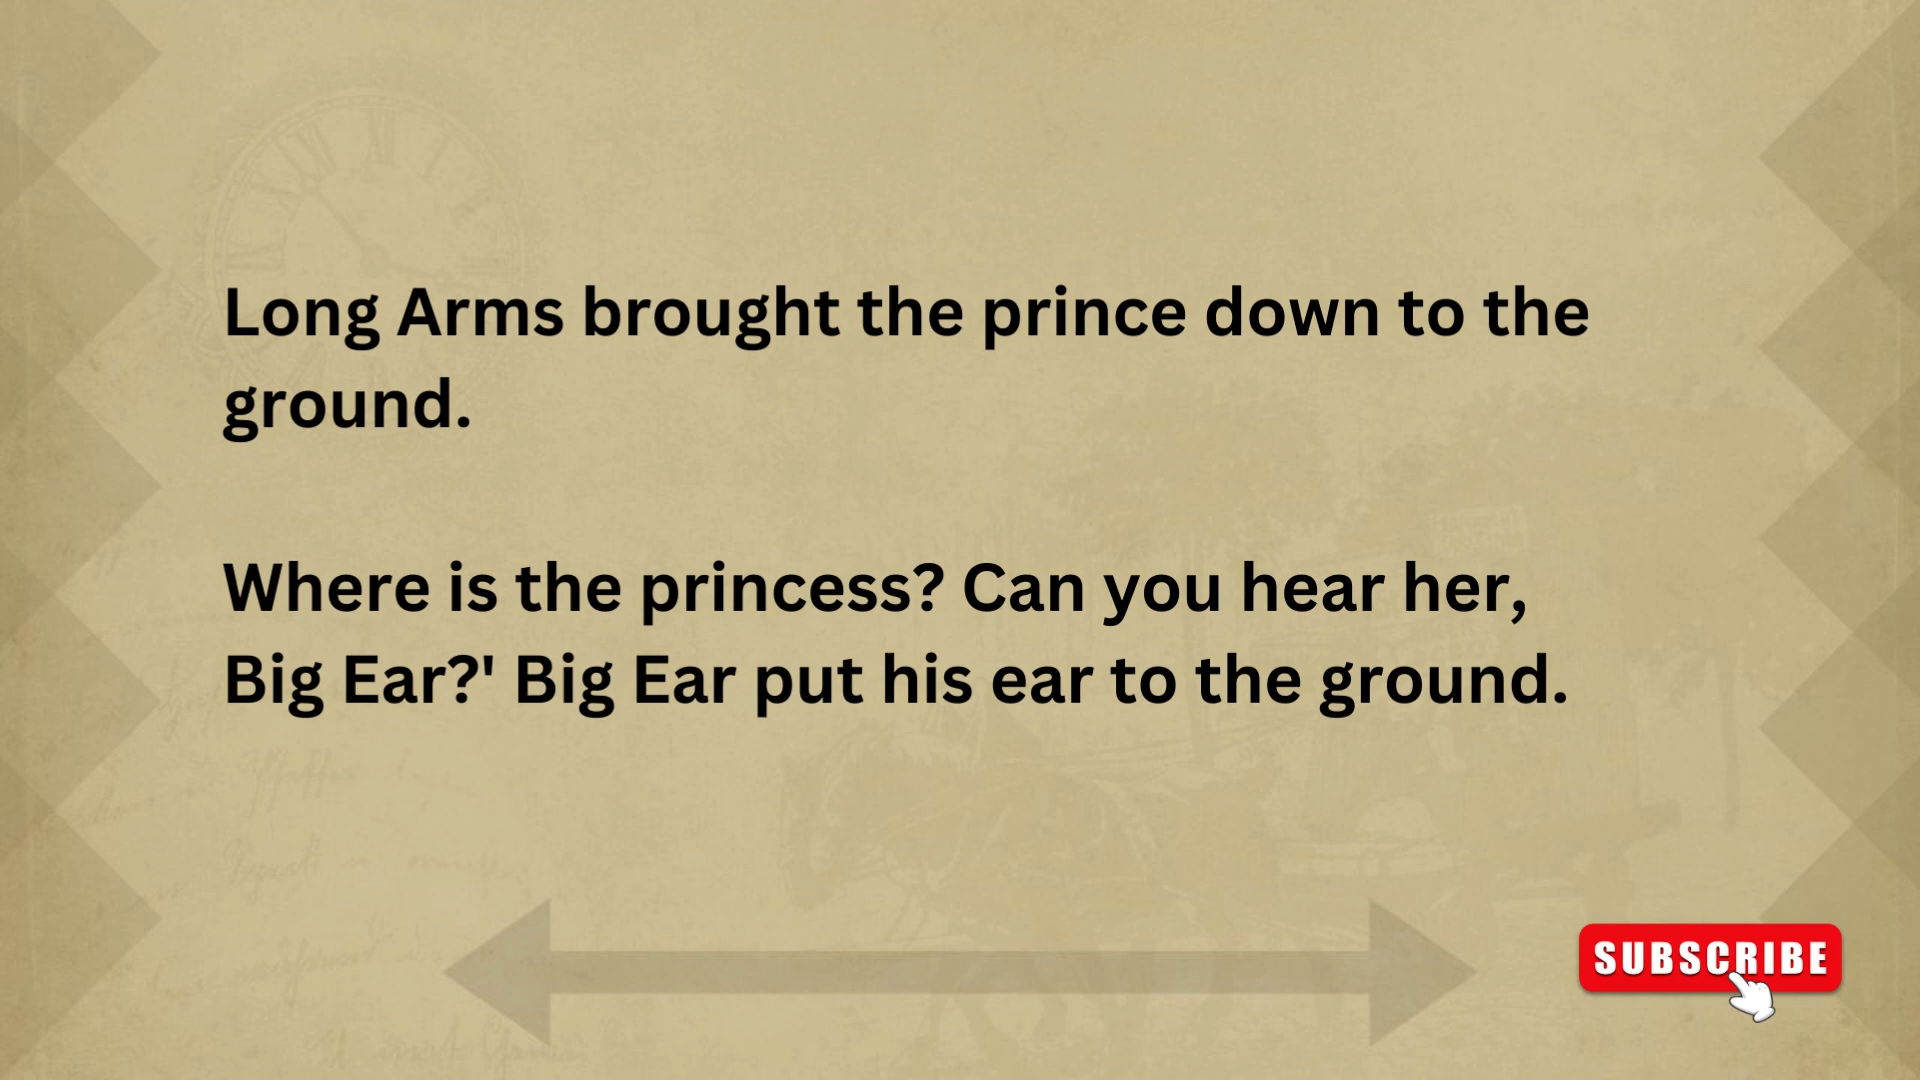 Long Arms brought the prince down to the
ground.
Where is the princess? Can you hear her,
Big Ear?' Big Ear put his ear to the ground.
SUBSCRIBE